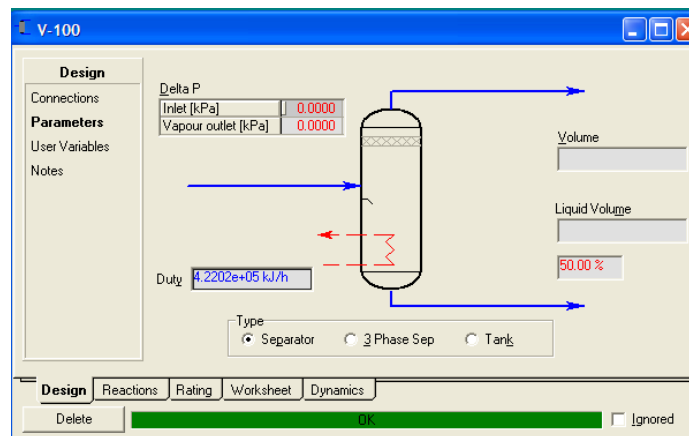 V-100
Design
Connections
Parameters
User Variables
Notes
Delta P
Inlet [kPa] 0.0000
Vapour outlet [kPa] 0.0000
Volume
Liquid Volume
50.00 %
Duty 4.2202e+05 kJ/h
Type
Separator 3 Phase Sep Tank
Design Reactions Rating Worksheet Dynamics
Delete OK Ignored